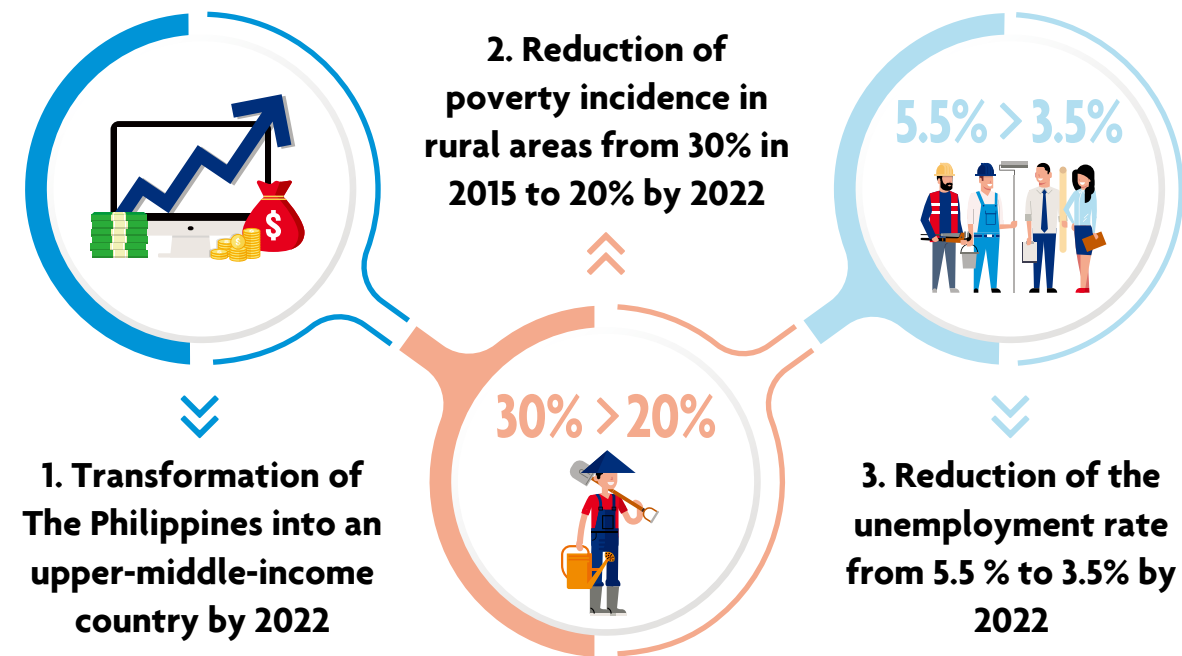 1. Transformation of
The Philippines into an
upper-middle-income
country by 2022
2. Reduction of
poverty incidence in
rural areas from 30% in
2015 to 20% by 2022
30% > 20%
5.5% > 3.5%
3. Reduction of the
unemployment rate
from 5.5 % to 3.5% by
2022
$